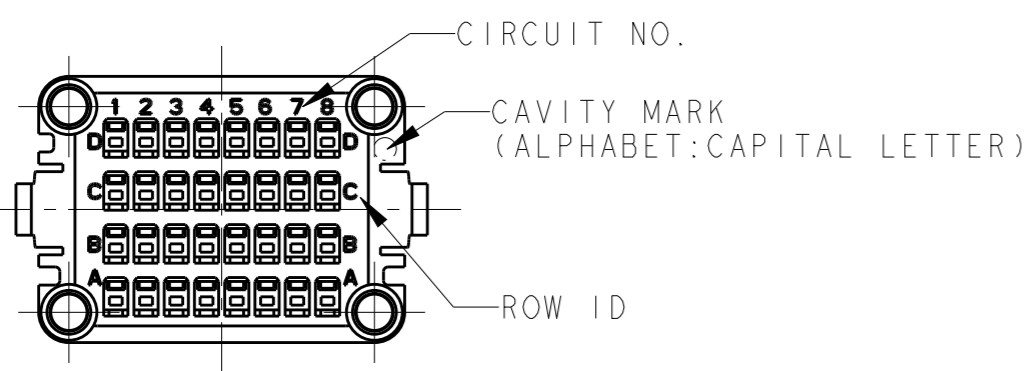 CIRCUIT NO.
1 2 3 4 5 6 7 8
CAVITY MARK
(ALPHABET:CAPITAL LETTER)
D D
C C
B B
A A
ROW ID